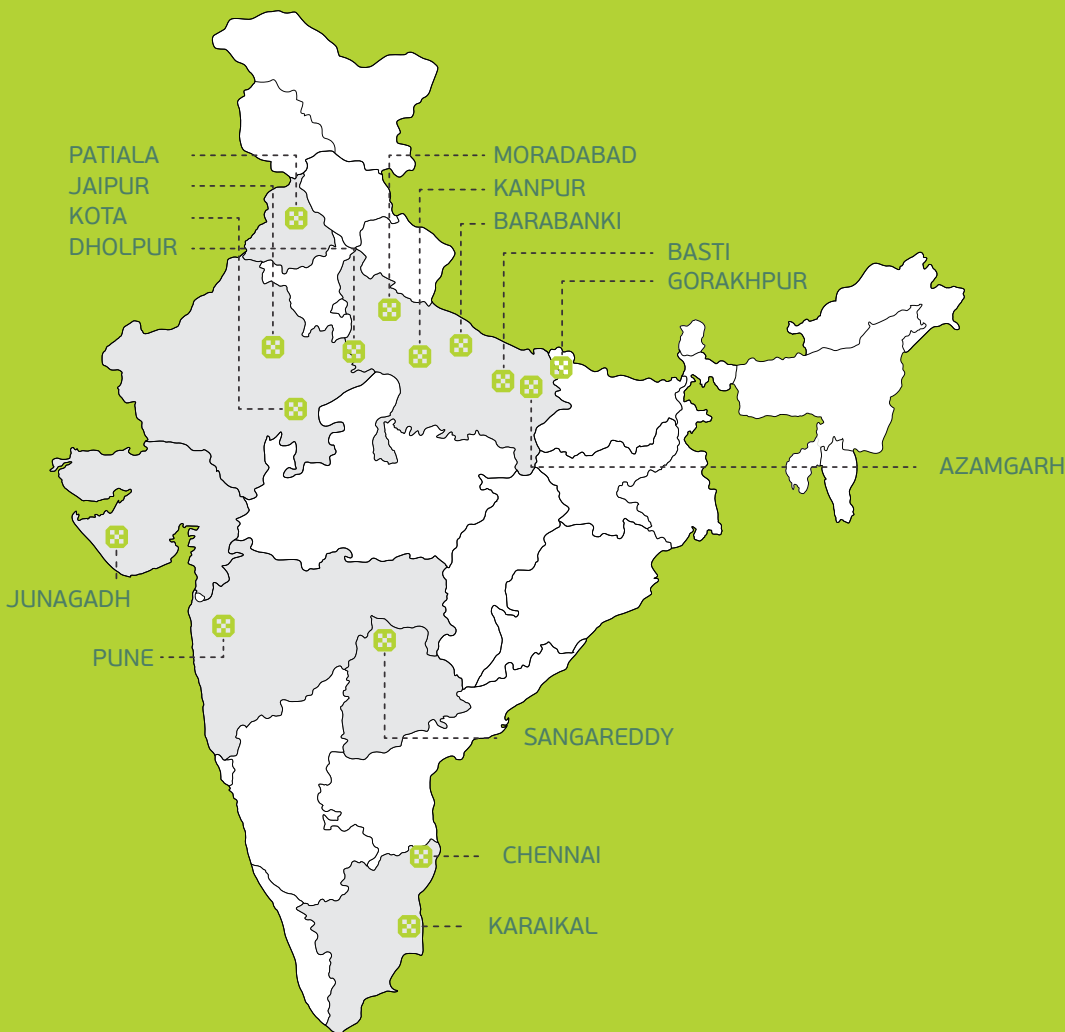 PATIALA
JAIPUR
KOTA
DHOLPUR
MORADABAD
KANPUR
BARABANKI
BASTI
GORAKHPUR
AZAMGARH
JUNAGADH
PUNE
SANGAREDDY
CHENNAI
KARAIKAL